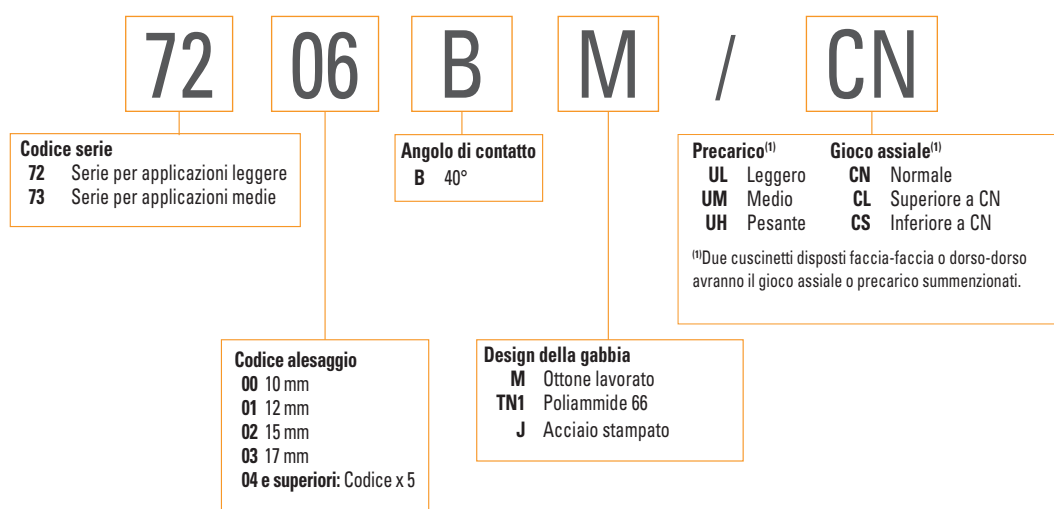 72 06 B M / CN
Codice serie
72 Serie per applicazioni leggere
73 Serie per applicazioni medie
Angolo di contatto
B 40°
Precarico(1) Gioco assiale(1)
UL Leggero CN Normale
UM Medio CL Superiore a CN
UH Pesante CS Inferiore a CN
(1)Due cuscinetti disposti faccia-faccia o dorso-dorso
avranno il gioco assiale o precarico summenzionati.
Codice alesaggio
00 10 mm
01 12 mm
02 15 mm
03 17 mm
04 e superiori: Codice x 5
Design della gabbia
M Ottone lavorato
TN1 Poliammide 66
J Acciaio stampato